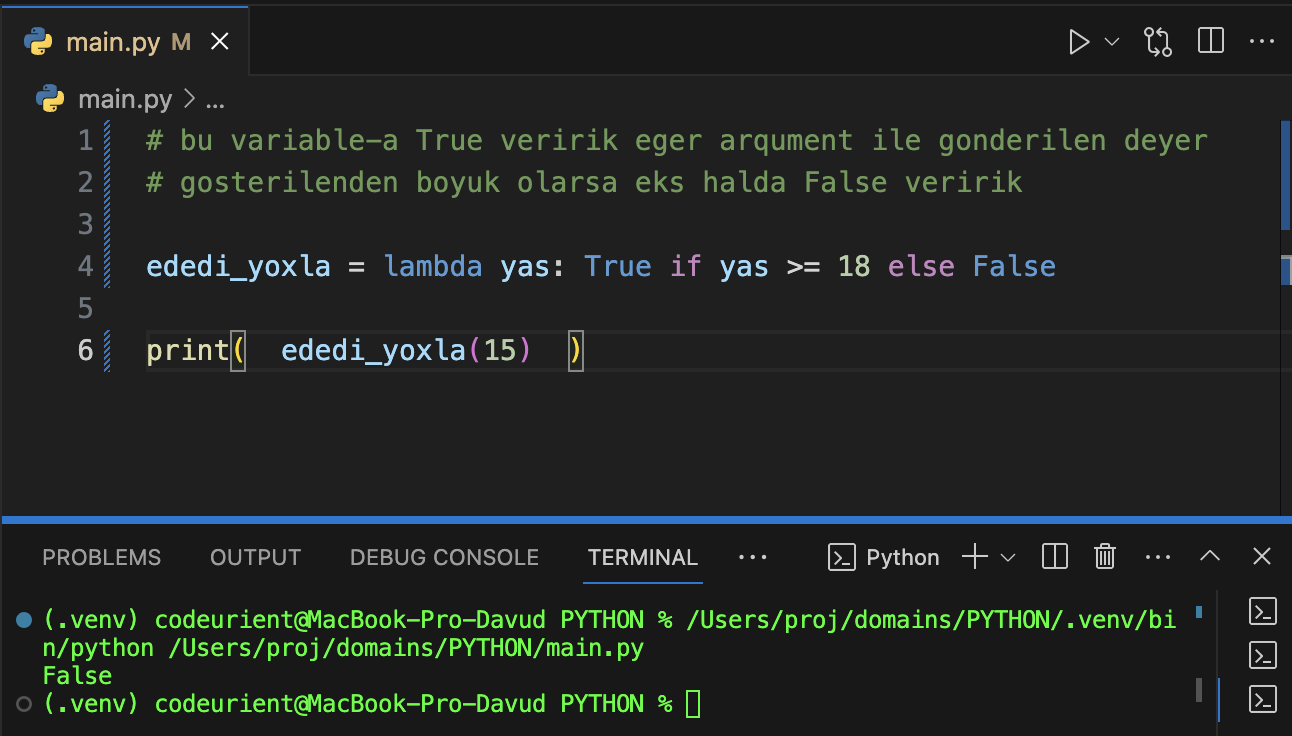 main.py M
main.py > ...
1 # bu variable-a True veririk eger arqument ile gonderilen deyer
2 # gosterilenden boyuk olarsa eks halda False veririk
3
4 ededi_yoxla = lambda yas: True if yas >= 18 else False
5
6 print(  ededi_yoxla(15)  )
PROBLEMS OUTPUT DEBUG CONSOLE TERMINAL ... Python
(.venv) codeurient@MacBook-Pro-Davud PYTHON % /Users/proj/domains/PYTHON/.venv/bi
n/python /Users/proj/domains/PYTHON/main.py
False
(.venv) codeurient@MacBook-Pro-Davud PYTHON %